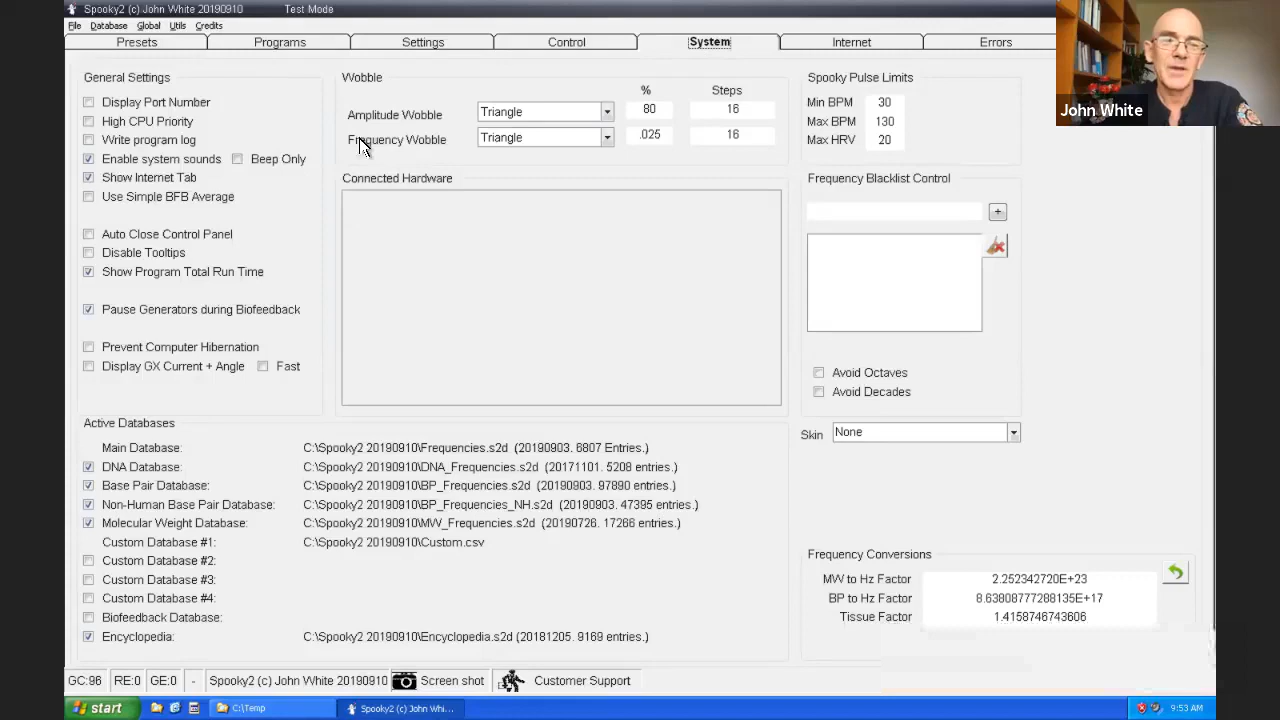 Spooky2 (c) John White 20190910 Test Mode
File Database Global Utils Credits
Presets Programs Settings Control System Internet Errors
General Settings
Display Port Number
High CPU Priority
Write program log
Enable system sounds Beep Only
Show Internet Tab
Use Simple BFB Average
Auto Close Control Panel
Disable Tooltips
Show Program Total Run Time
Pause Generators during Biofeedback
Prevent Computer Hibernation
Display GX Current + Angle Fast
Wobble
% Steps
Amplitude Wobble Triangle 80 16
Frequency Wobble Triangle .025 16
Connected Hardware
Spooky Pulse Limits
Min BPM 30
Max BPM 130
Max HRV 20
Frequency Blacklist Control
+
Avoid Octaves
Avoid Decades
Skin None
John White
Active Databases
Main Database: C:\Spooky2 20190910\Frequencies.s2d (20190903. 6807 Entries.)
DNA Database: C:\Spooky2 20190910\DNA_Frequencies.s2d (20171101. 5208 entries.)
Base Pair Database: C:\Spooky2 20190910\BP_Frequencies.s2d (20190903. 97890 entries.)
Non-Human Base Pair Database: C:\Spooky2 20190910\BP_Frequencies_NH.s2d (20190903. 47395 entries.)
Molecular Weight Database: C:\Spooky2 20190910\MW_Frequencies.s2d (20190726. 17266 entries.)
Custom Database #1: C:\Spooky2 20190910\Custom.csv
Custom Database #2:
Custom Database #3:
Custom Database #4:
Biofeedback Database:
Encyclopedia: C:\Spooky2 20190910\Encyclopedia.s2d (20181205. 9169 entries.)
Frequency Conversions
MW to Hz Factor 2.252342720E+23
BP to Hz Factor 8.63808777288135E+17
Tissue Factor 1.4158746743606
GC:96 RE:0 GE:0 - Spooky2 (c) John White 20190910 Screen shot Customer Support
start C:\Temp Spooky2 (c) John Whi... 9:53 AM